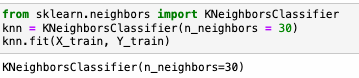 from sklearn.neighbors import KNeighborsClassifier
knn = KNeighborsClassifier(n_neighbors = 30)
knn.fit(X_train, Y_train)
KNeighborsClassifier(n_neighbors=30)